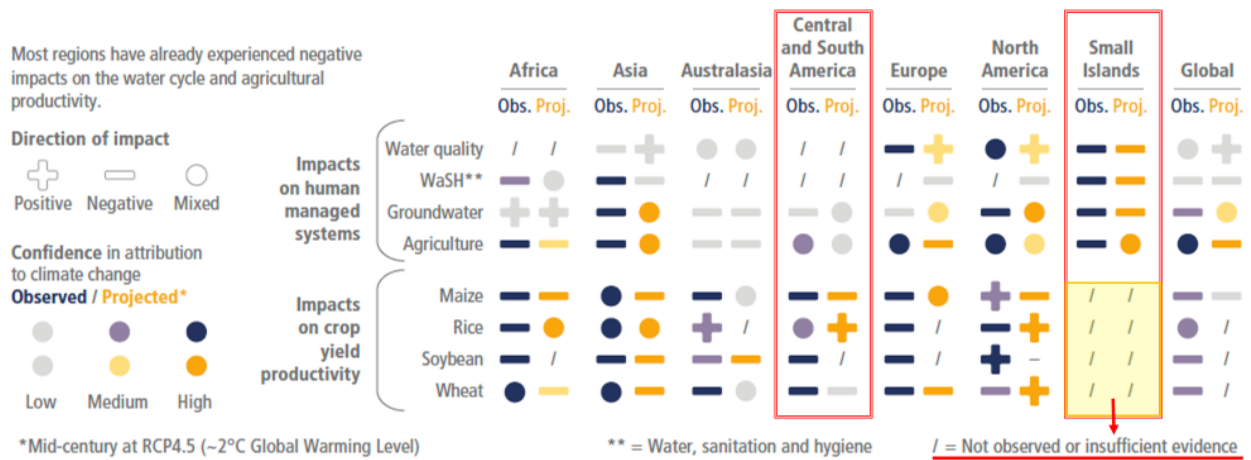 Most regions have already experienced negative
impacts on the water cycle and agricultural
productivity.
Direction of impact
Positive Negative Mixed
Confidence in attribution
to climate change
Observed / Projected*
Low Medium High
Africa
Asia
Australasia
Central
and South
America
Europe
North
America
Small
Islands
Global
Obs. Proj. Obs. Proj. Obs. Proj. Obs. Proj. Obs. Proj. Obs. Proj. Obs. Proj. Obs. Proj.
Impacts
on human
managed
systems
Water quality / / / /
WaSH** / / / / / /
Groundwater
Agriculture
Impacts
on crop
yield
productivity
Maize / /
Rice / / / / /
Soybean / / / – / / /
Wheat / / /
*Mid-century at RCP4.5 (~2°C Global Warming Level)
** = Water, sanitation and hygiene
/ = Not observed or insufficient evidence